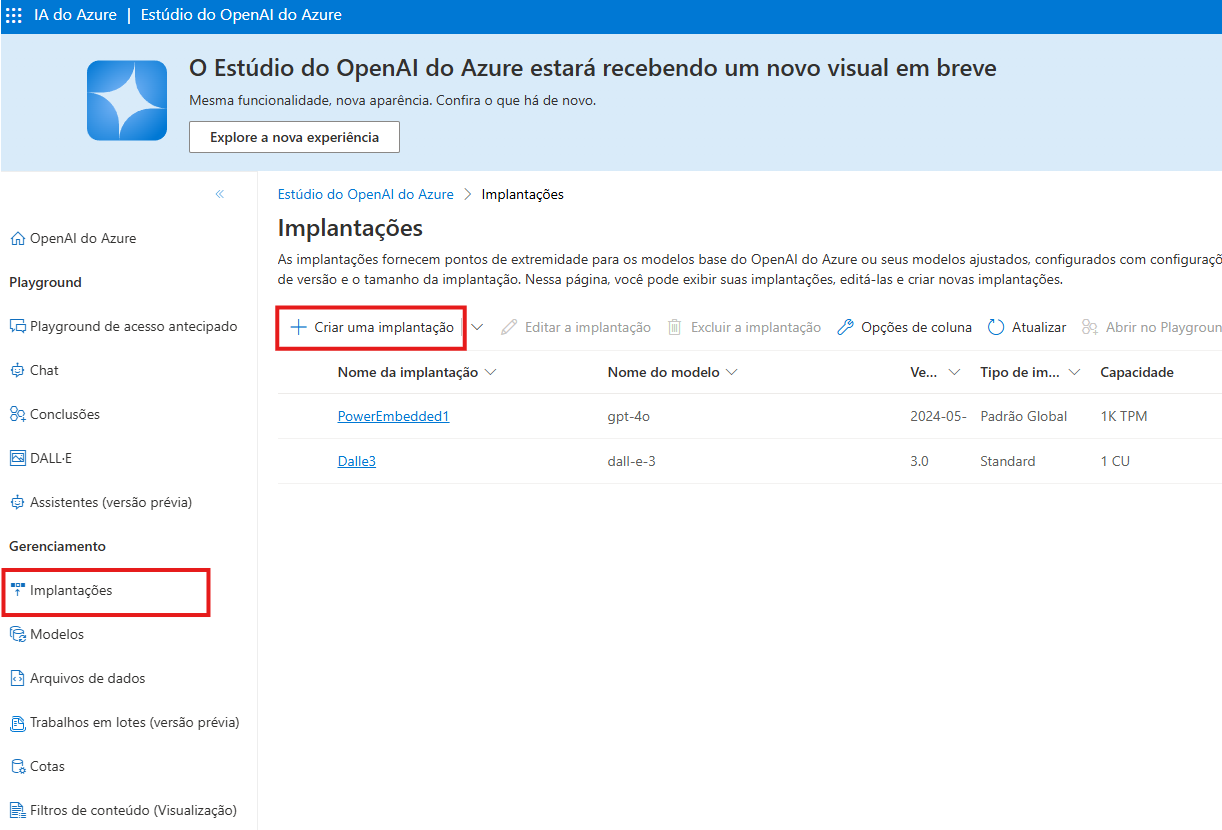 IA do Azure | Estúdio do OpenAI do Azure
O Estúdio do OpenAI do Azure estará recebendo um novo visual em breve
Mesma funcionalidade, nova aparência. Confira o que há de novo.
Explore a nova experiência
Estúdio do OpenAI do Azure > Implantações
OpenAI do Azure
Playground
Playground de acesso antecipado
Chat
Conclusões
DALL·E
Assistentes (versão prévia)
Gerenciamento
Implantações
Modelos
Arquivos de dados
Trabalhos em lotes (versão prévia)
Cotas
Filtros de conteúdo (Visualização)
Implantações
As implantações fornecem pontos de extremidade para os modelos base do OpenAI do Azure ou seus modelos ajustados, configurados com configuraçõ
de versão e o tamanho da implantação. Nessa página, você pode exibir suas implantações, editá-las e criar novas implantações.
Criar uma implantação Editar a implantação Excluir a implantação Opções de coluna Atualizar Abrir no Playgroun
Nome da implantação Nome do modelo Ve... Tipo de im... Capacidade
PowerEmbedded1 gpt-4o 2024-05- Padrão Global 1K TPM
Dalle3 dall-e-3 3.0 Standard 1 CU